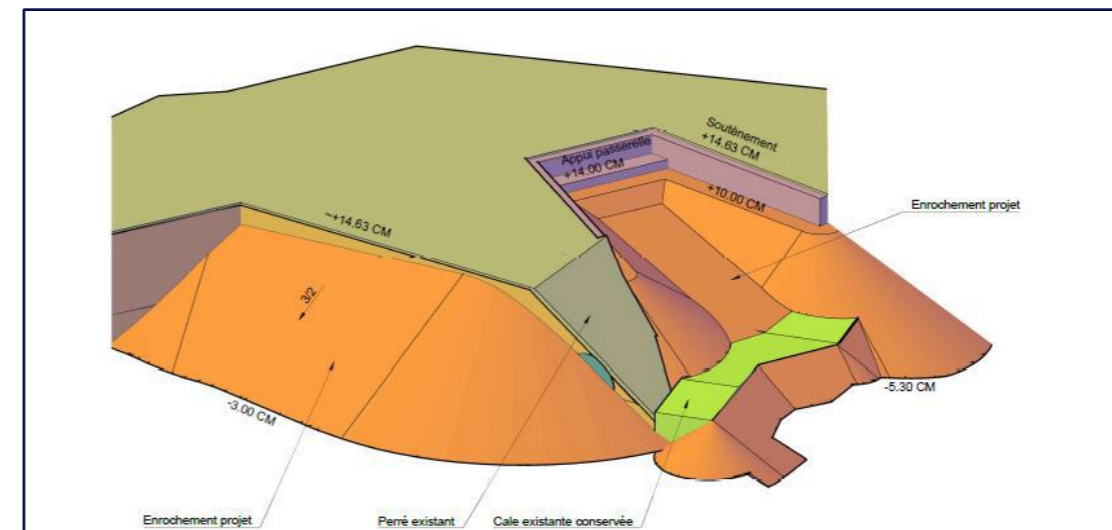 Soutènement
+14.63 CM
Appui passerelle
+14.00 CM
+10.00 CM
Enrochement projet
~+14.63 CM
3/2
-5.30 CM
-3.00 CM
Enrochement projet
Perré existant
Cale existante conservée